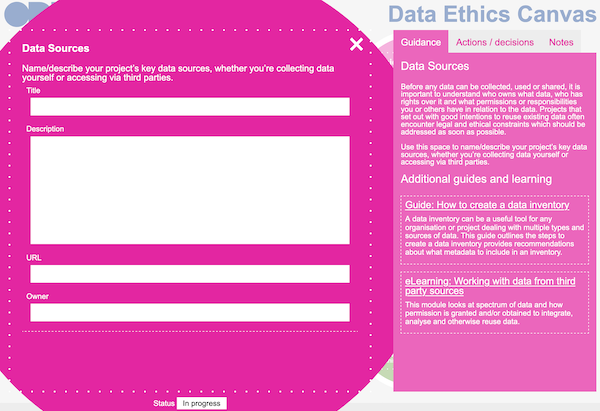 Data Ethics Canvas
Data Sources
Name/describe your project's key data sources, whether you're collecting data
yourself or accessing via third parties.
Title
Description
URL
Owner
Status In progress
Guidance Actions / decisions Notes
Data Sources
Before any data can be collected, used or shared, it is
important to understand who owns what data, who has
rights over it and what permissions or responsibilities
you or others have in relation to the data. Projects that
set out with good intentions to reuse existing data often
encounter legal and ethical constraints which should be
addressed as soon as possible.
Use this space to name/describe your project's key data
sources, whether you're collecting data yourself or
accessing via third parties.
Additional guides and learning
Guide: How to create a data inventory
A data inventory can be a useful tool for any
organisation or project dealing with multiple types and
sources of data. This guide outlines the steps to
create a data inventory provides recommendations
about what metadata to include in an inventory.
eLearning: Working with data from third
party sources
This module looks at spectrum of data and how
permission is granted and/or obtained to integrate,
analyse and otherwise reuse data.